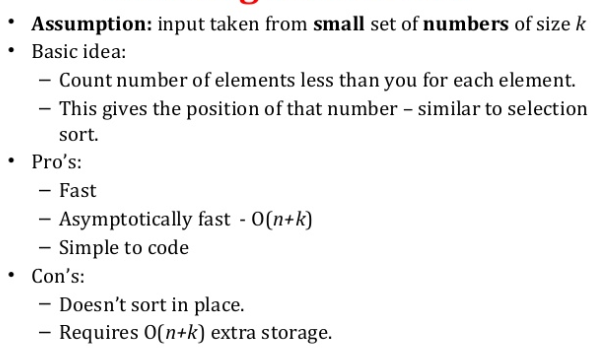 • Assumption: input taken from small set of numbers of size k
• Basic idea:
– Count number of elements less than you for each element.
– This gives the position of that number – similar to selection
sort.
• Pro's:
– Fast
– Asymptotically fast - O(n+k)
– Simple to code
• Con's:
– Doesn't sort in place.
– Requires O(n+k) extra storage.